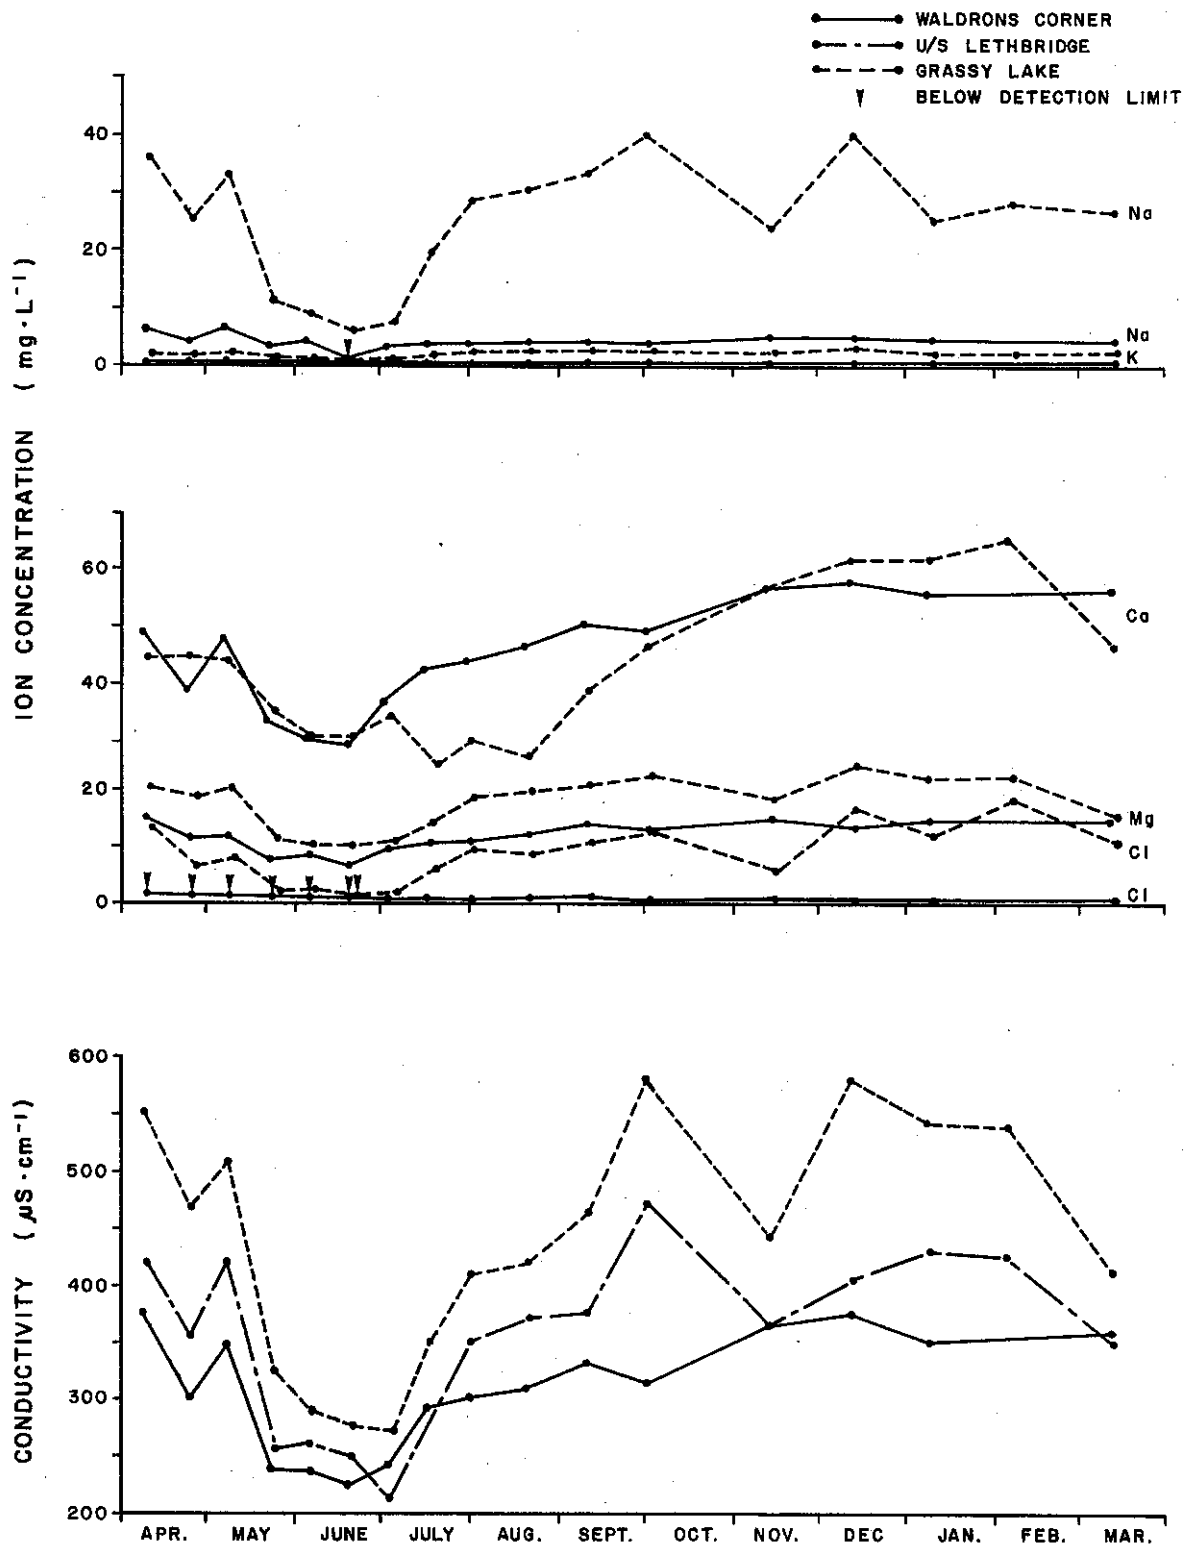 WALDRONS CORNER
U/S LETHBRIDGE
GRASSY LAKE
BELOW DETECTION LIMIT
ION CONCENTRATION (mg·L⁻¹)
40
20
0
Na
Na
K
60
40
20
0
Ca
Mg
Cl
Cl
CONDUCTIVITY (µS·cm⁻¹)
600
500
400
300
200
APR. MAY JUNE JULY AUG. SEPT. OCT. NOV. DEC JAN. FEB. MAR.